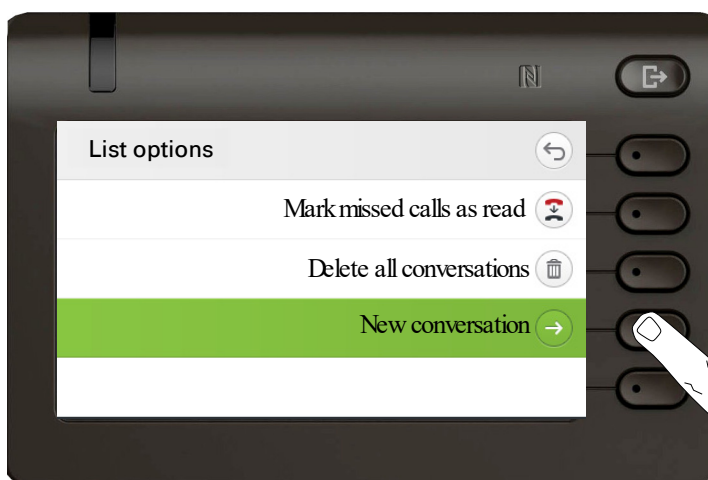 List options
Mark missed calls as read
Delete all conversations
New conversation